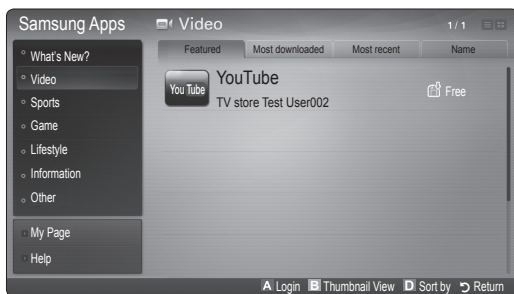 Samsung Apps
Video
1/1
What's New?
Video
Sports
Game
Lifestyle
Information
Other
My Page
Help
Featured
Most downloaded
Most recent
Name
You Tube
YouTube
TV store Test User002
Free
A Login B Thumbnail View D Sort by Return